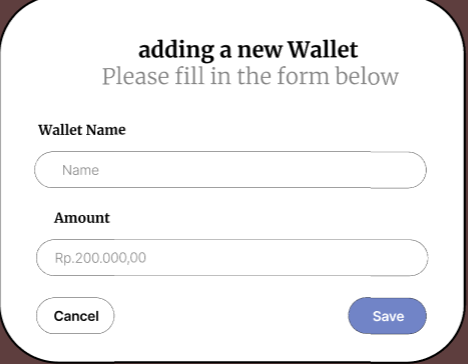 adding a new Wallet
Please fill in the form below
Wallet Name
Name
Amount
Rp.200.000,00
Cancel
Save